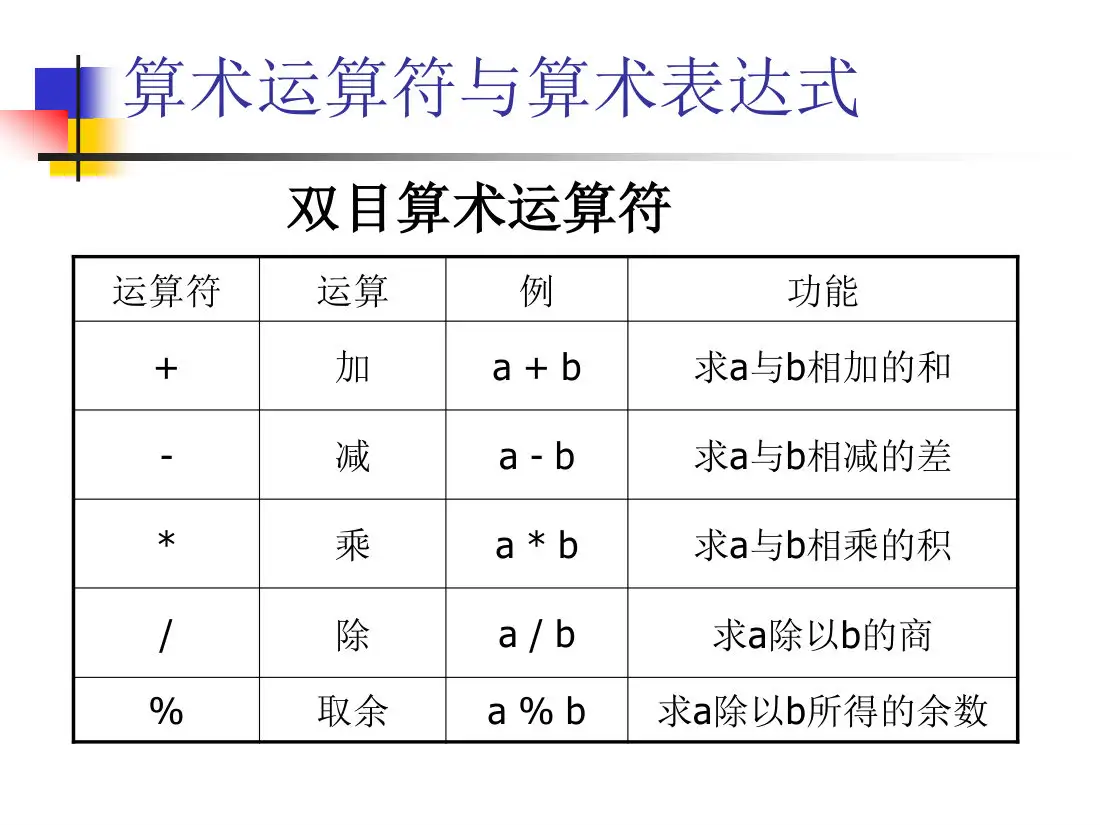 算术运算符与算术表达式
双目算术运算符
运算符 运算 例 功能
+ 加 a + b 求a与b相加的和
- 减 a - b 求a与b相减的差
* 乘 a * b 求a与b相乘的积
/ 除 a / b 求a除以b的商
% 取余 a % b 求a除以b所得的余数